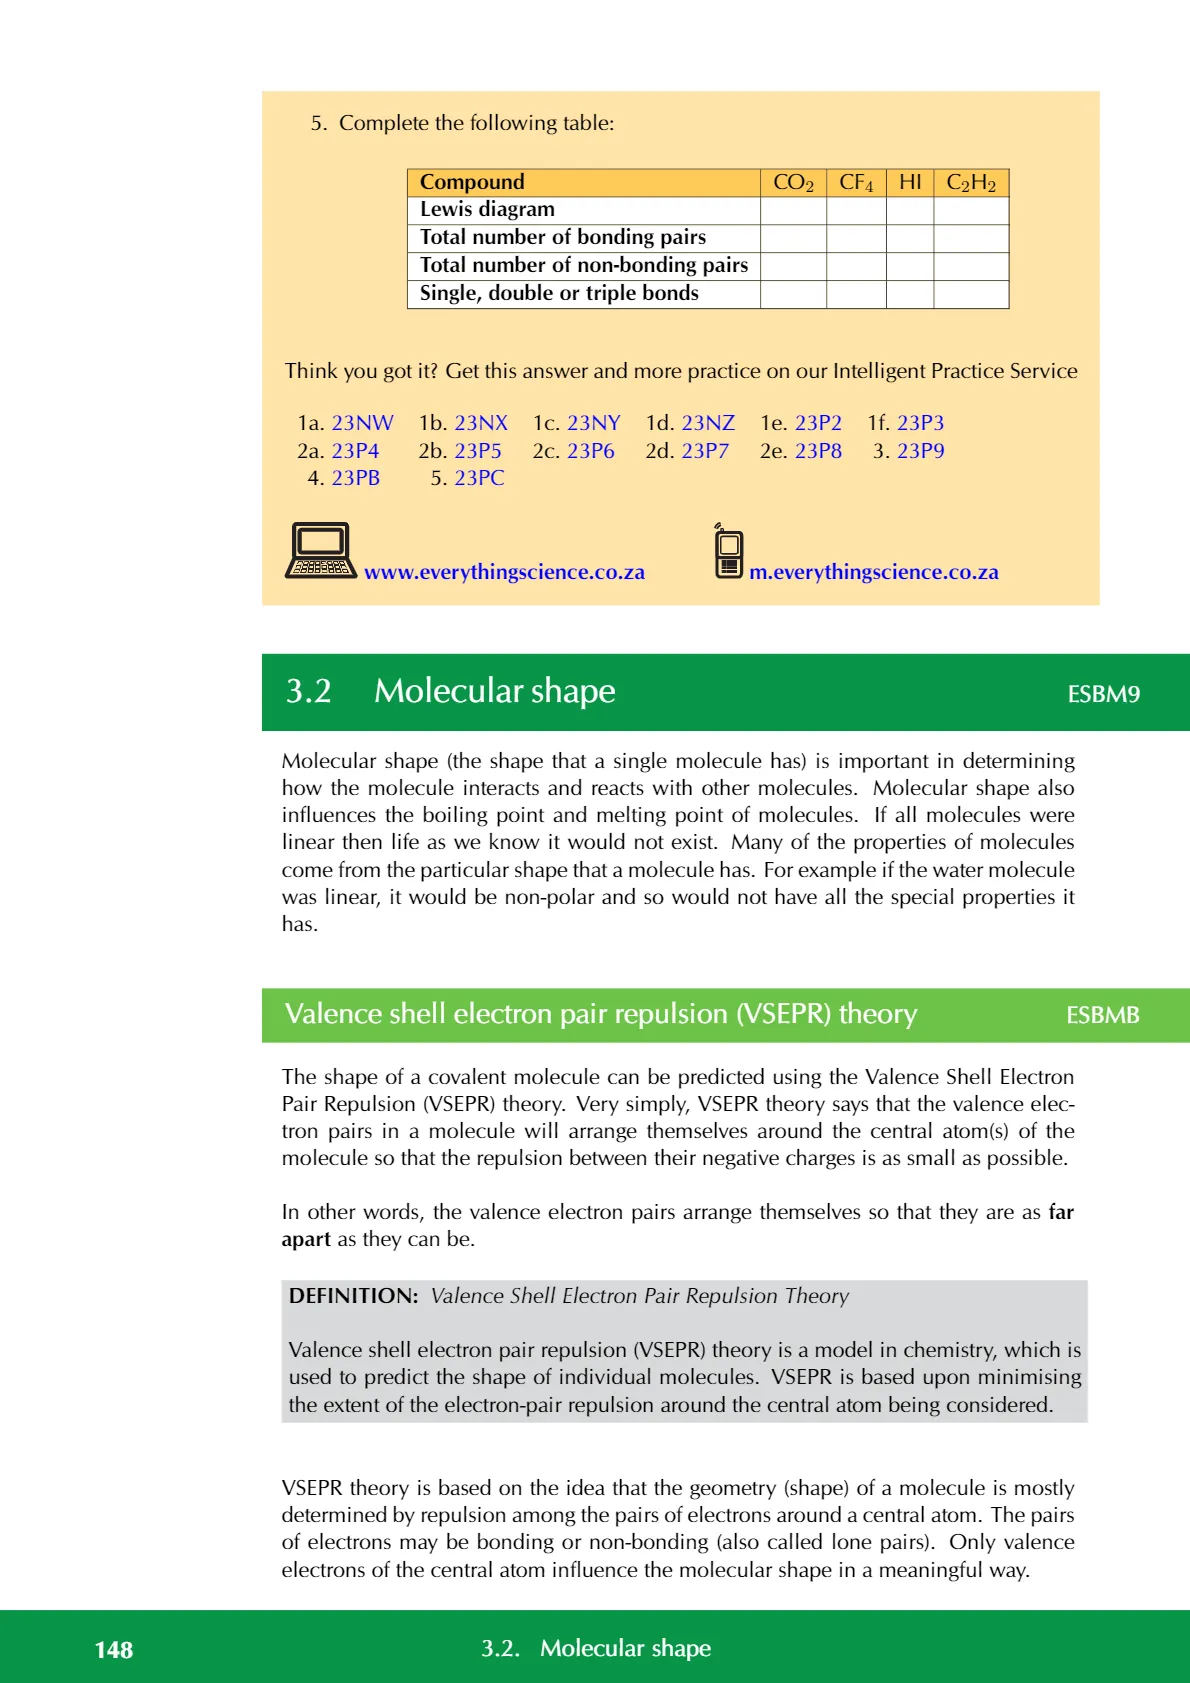 5. Complete the following table:
Compound CO2 CF4 HI C2H2
Lewis diagram
Total number of bonding pairs
Total number of non-bonding pairs
Single, double or triple bonds
Think you got it? Get this answer and more practice on our Intelligent Practice Service
1a. 23NW 1b. 23NX 1c. 23NY 1d. 23NZ 1e. 23P2 1f. 23P3
2a. 23P4 2b. 23P5 2c. 23P6 2d. 23P7 2e. 23P8 3. 23P9
4. 23PB 5. 23PC
www.everythingscience.co.za m.everythingscience.co.za
3.2 Molecular shape ESBM9
Molecular shape (the shape that a single molecule has) is important in determining
how the molecule interacts and reacts with other molecules. Molecular shape also
influences the boiling point and melting point of molecules. If all molecules were
linear then life as we know it would not exist. Many of the properties of molecules
come from the particular shape that a molecule has. For example if the water molecule
was linear, it would be non-polar and so would not have all the special properties it
has.
Valence shell electron pair repulsion (VSEPR) theory ESBMB
The shape of a covalent molecule can be predicted using the Valence Shell Electron
Pair Repulsion (VSEPR) theory. Very simply, VSEPR theory says that the valence elec-
tron pairs in a molecule will arrange themselves around the central atom(s) of the
molecule so that the repulsion between their negative charges is as small as possible.
In other words, the valence electron pairs arrange themselves so that they are as far
apart as they can be.
DEFINITION: Valence Shell Electron Pair Repulsion Theory
Valence shell electron pair repulsion (VSEPR) theory is a model in chemistry, which is
used to predict the shape of individual molecules. VSEPR is based upon minimising
the extent of the electron-pair repulsion around the central atom being considered.
VSEPR theory is based on the idea that the geometry (shape) of a molecule is mostly
determined by repulsion among the pairs of electrons around a central atom. The pairs
of electrons may be bonding or non-bonding (also called lone pairs). Only valence
electrons of the central atom influence the molecular shape in a meaningful way.
148 3.2. Molecular shape